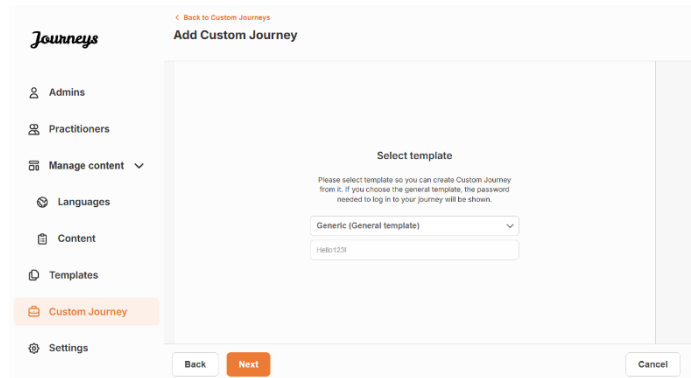 Journeys
< Back to Custom Journeys
Add Custom Journey
Admins
Practitioners
Manage content
Languages
Content
Templates
Custom Journey
Settings
Select template
Please select template so you can create Custom Journey
from it. If you choose the general template, the password
needed to log in to your journey will be shown.
Generic (General template)
Hello123!
Back
Next
Cancel